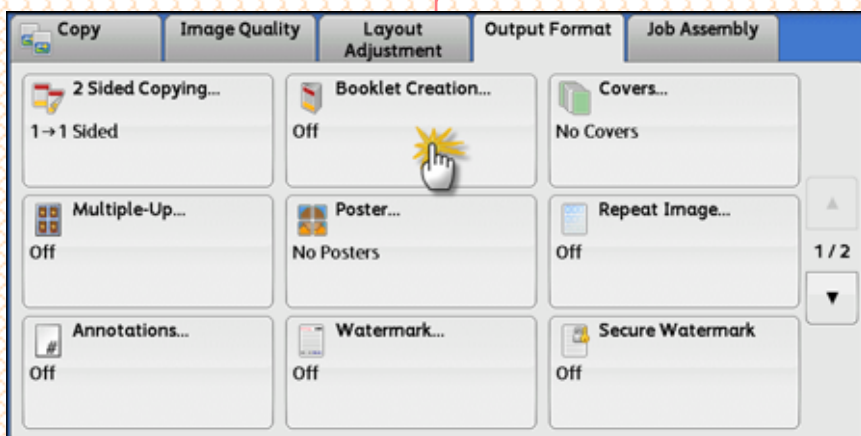 Copy
Image Quality
Layout
Adjustment
Output Format
Job Assembly
2 Sided Copying...
1→1 Sided
Booklet Creation...
Off
Covers...
No Covers
Multiple-Up...
Off
Poster...
No Posters
Repeat Image...
Off
1 / 2
Annotations...
#
Off
Watermark...
Off
Secure Watermark
Off